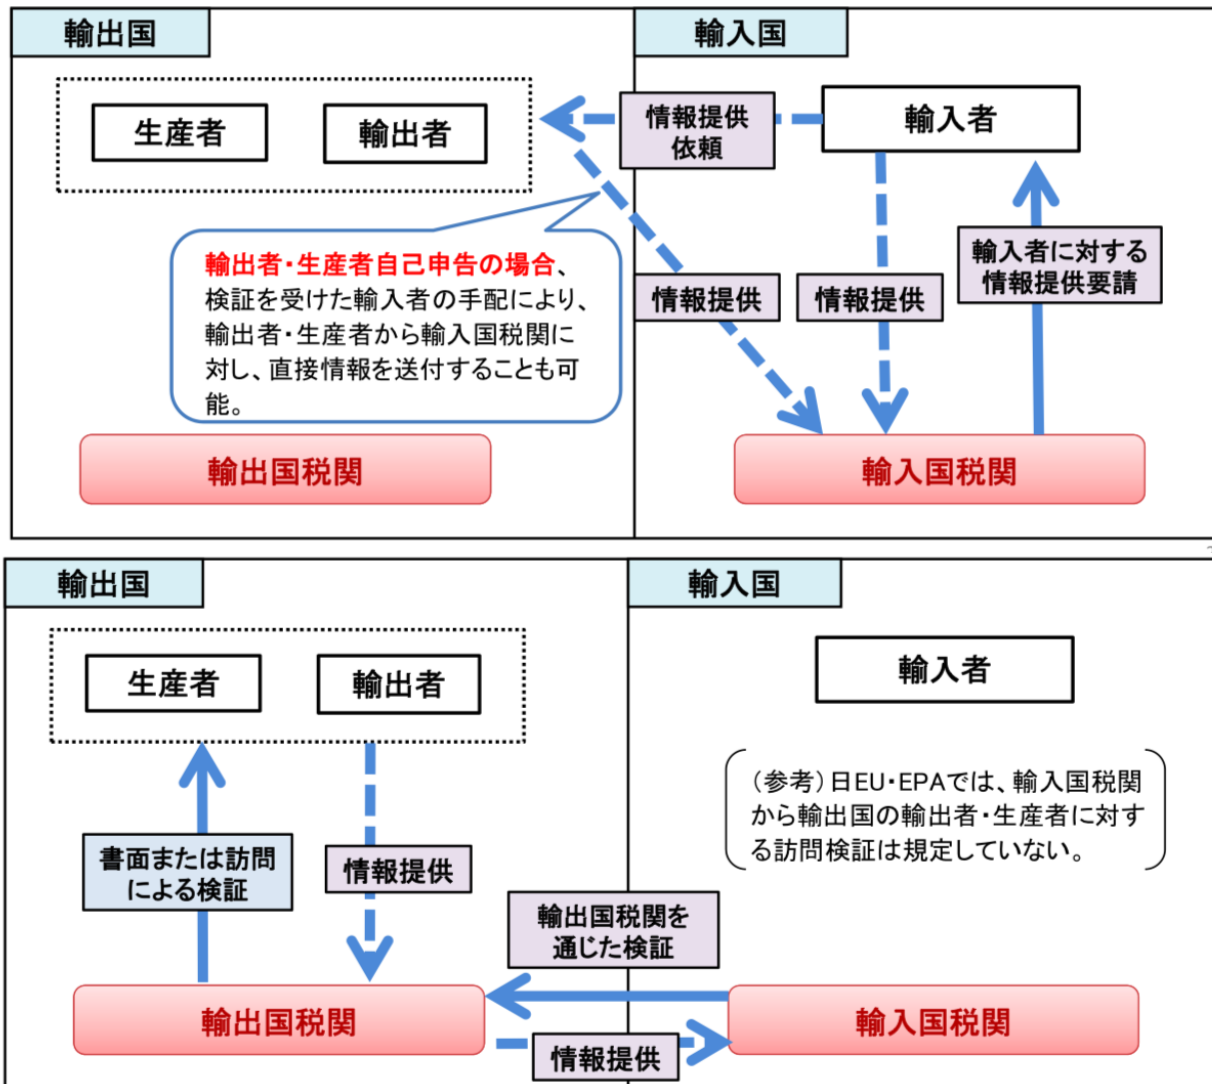 輸出国
輸入国
生産者
輸出者
情報提供
依頼
輸入者
輸出者・生産者自己申告の場合、
検証を受けた輸入者の手配により、
輸出者・生産者から輸入国税関に
対し、直接情報を送付することも可
能。
情報提供
情報提供
輸入者に対する
情報提供要請
輸出国税関
輸入国税関
輸出国
輸入国
生産者
輸出者
輸入者
(参考)日EU・EPAでは、輸入国税関
から輸出国の輸出者・生産者に対す
る訪問検証は規定していない。
書面または訪問
による検証
情報提供
輸出国税関を
通じた検証
輸出国税関
輸入国税関
情報提供